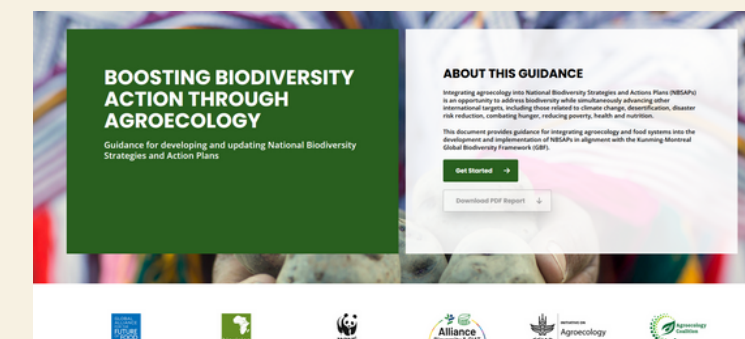 BOOSTING BIODIVERSITY
ACTION THROUGH
AGROECOLOGY
Guidance for developing and updating National Biodiversity
Strategies and Action Plans
ABOUT THIS GUIDANCE
Integrating agroecology into National Biodiversity Strategies and Actions Plans (NBSAPs)
is an opportunity to address biodiversity while simultaneously advancing other
international targets, including those related to climate change, desertification, disaster
risk reduction, combating hunger, reducing poverty, health and nutrition.
This document provides guidance for integrating agroecology and food systems into the
development and implementation of NBSAPs in alignment with the Kunming-Montreal
Global Biodiversity Framework (GBF).
Get Started
Download PDF Report
GLOBAL
ALLIANCE
FUTURE
FOOD
Alliance
Agroecology
Agroecology
Coalition